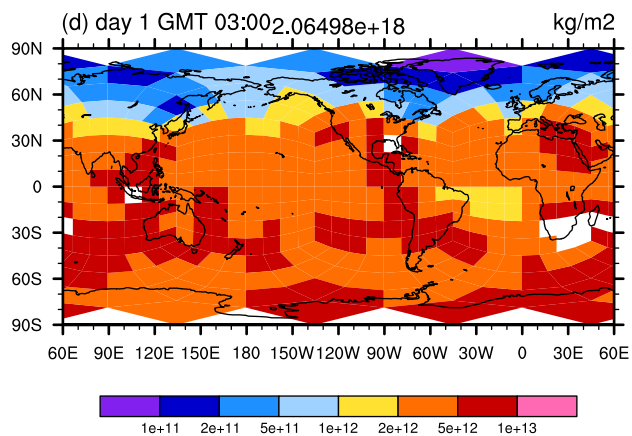 (d) day 1 GMT 03:00 2.06498e+18 kg/m2
90N
60N
30N
0
30S
60S
90S
60E 90E 120E 150E 180 150W 120W 90W 60W 30W 0 30E 60E
1e+11 2e+11 5e+11 1e+12 2e+12 5e+12 1e+13